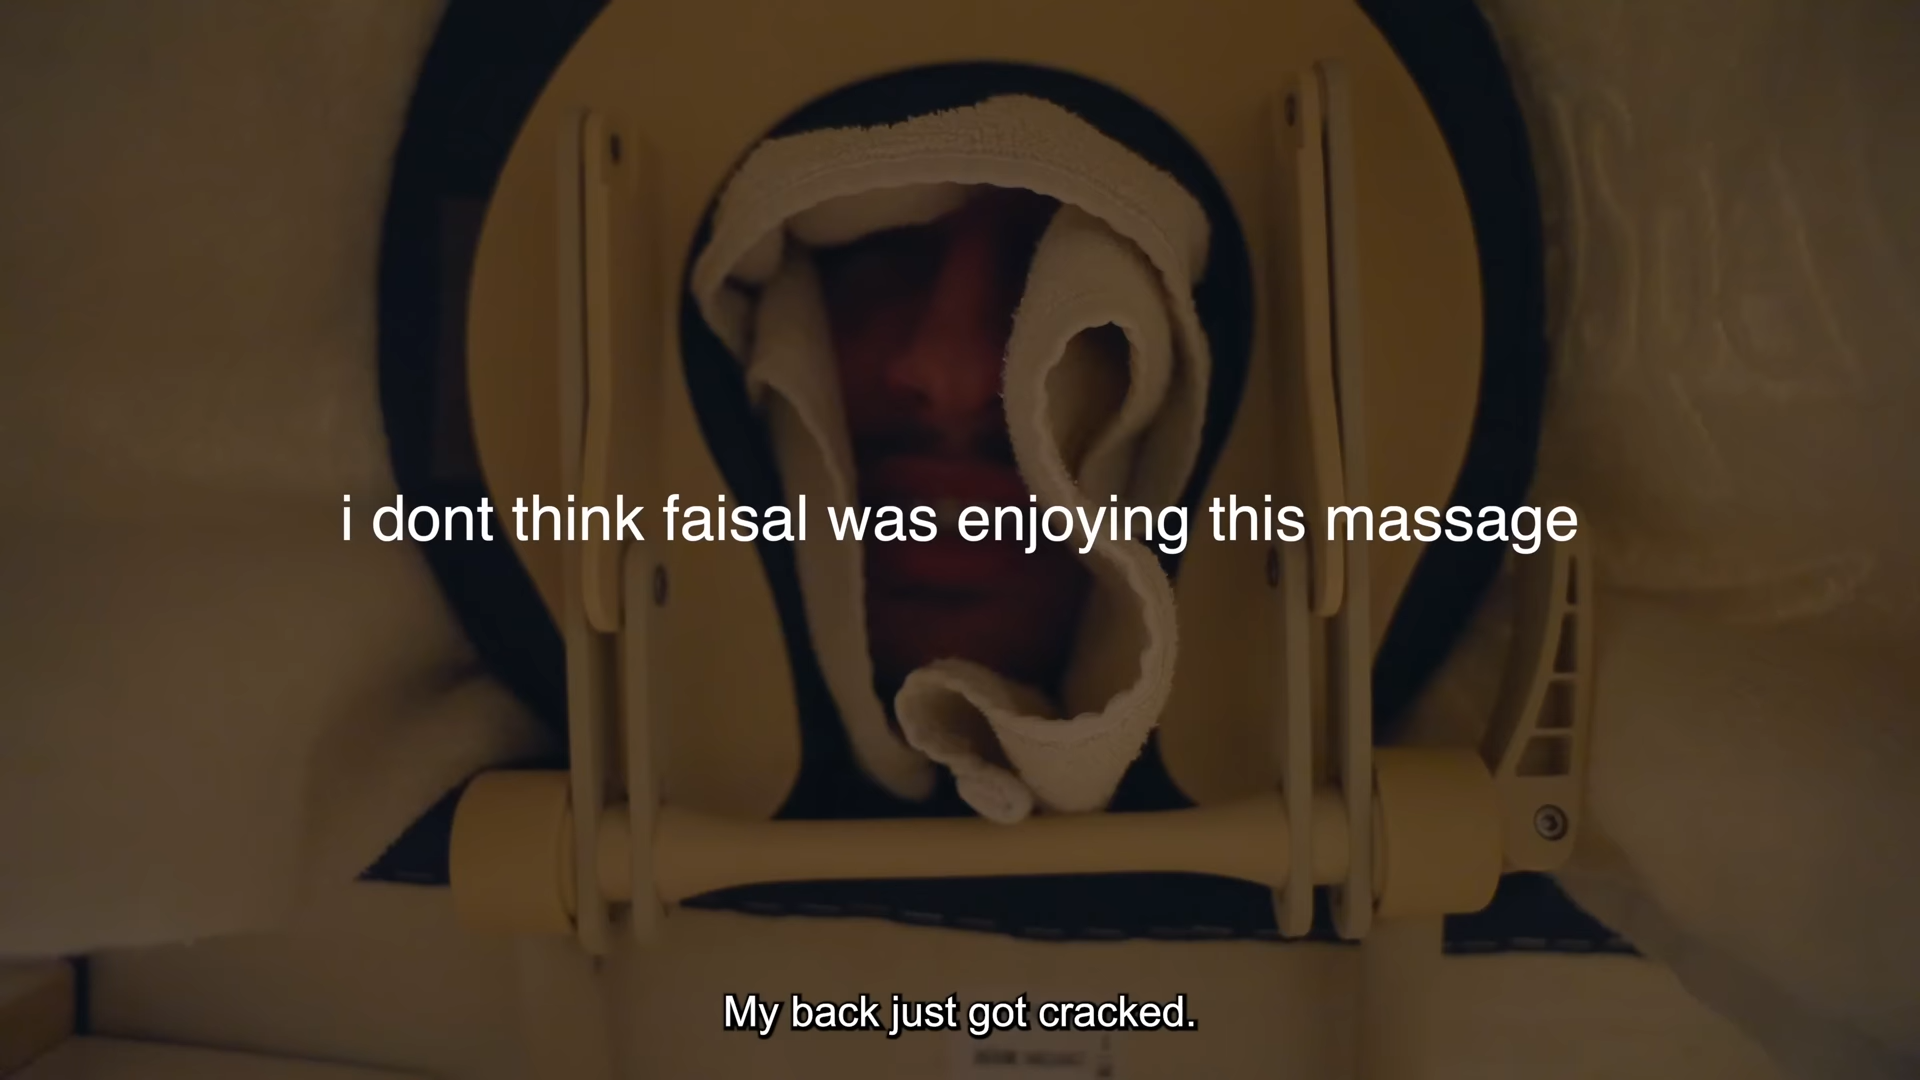 i dont think faisal was enjoying this massage
My back just got cracked.